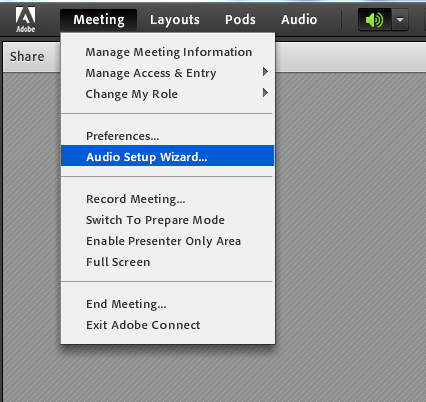 Adobe
Meeting Layouts Pods Audio
Share
Manage Meeting Information
Manage Access & Entry
Change My Role
Preferences...
Audio Setup Wizard...
Record Meeting...
Switch To Prepare Mode
Enable Presenter Only Area
Full Screen
End Meeting...
Exit Adobe Connect